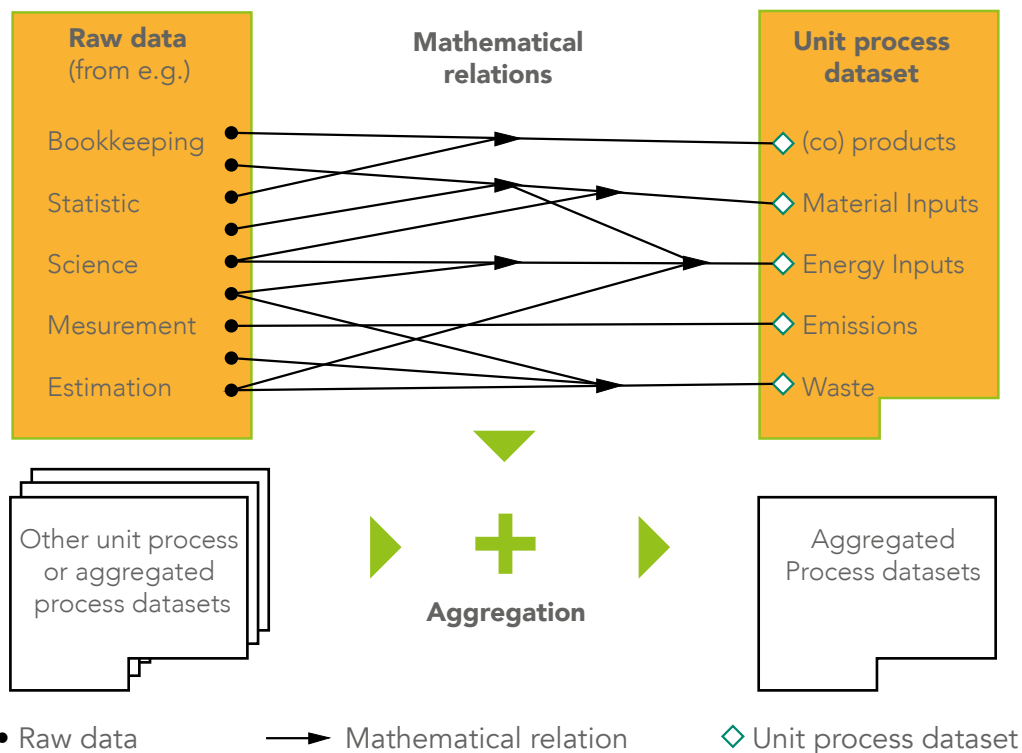 Raw data
(from e.g.)
Mathematical
relations
Unit process
dataset
Bookkeeping
Statistic
Science
Mesurement
Estimation
(co) products
Material Inputs
Energy Inputs
Emissions
Waste
Other unit process
or aggregated
process datasets
Aggregation
Aggregated
Process datasets
Raw data
Mathematical relation
Unit process dataset